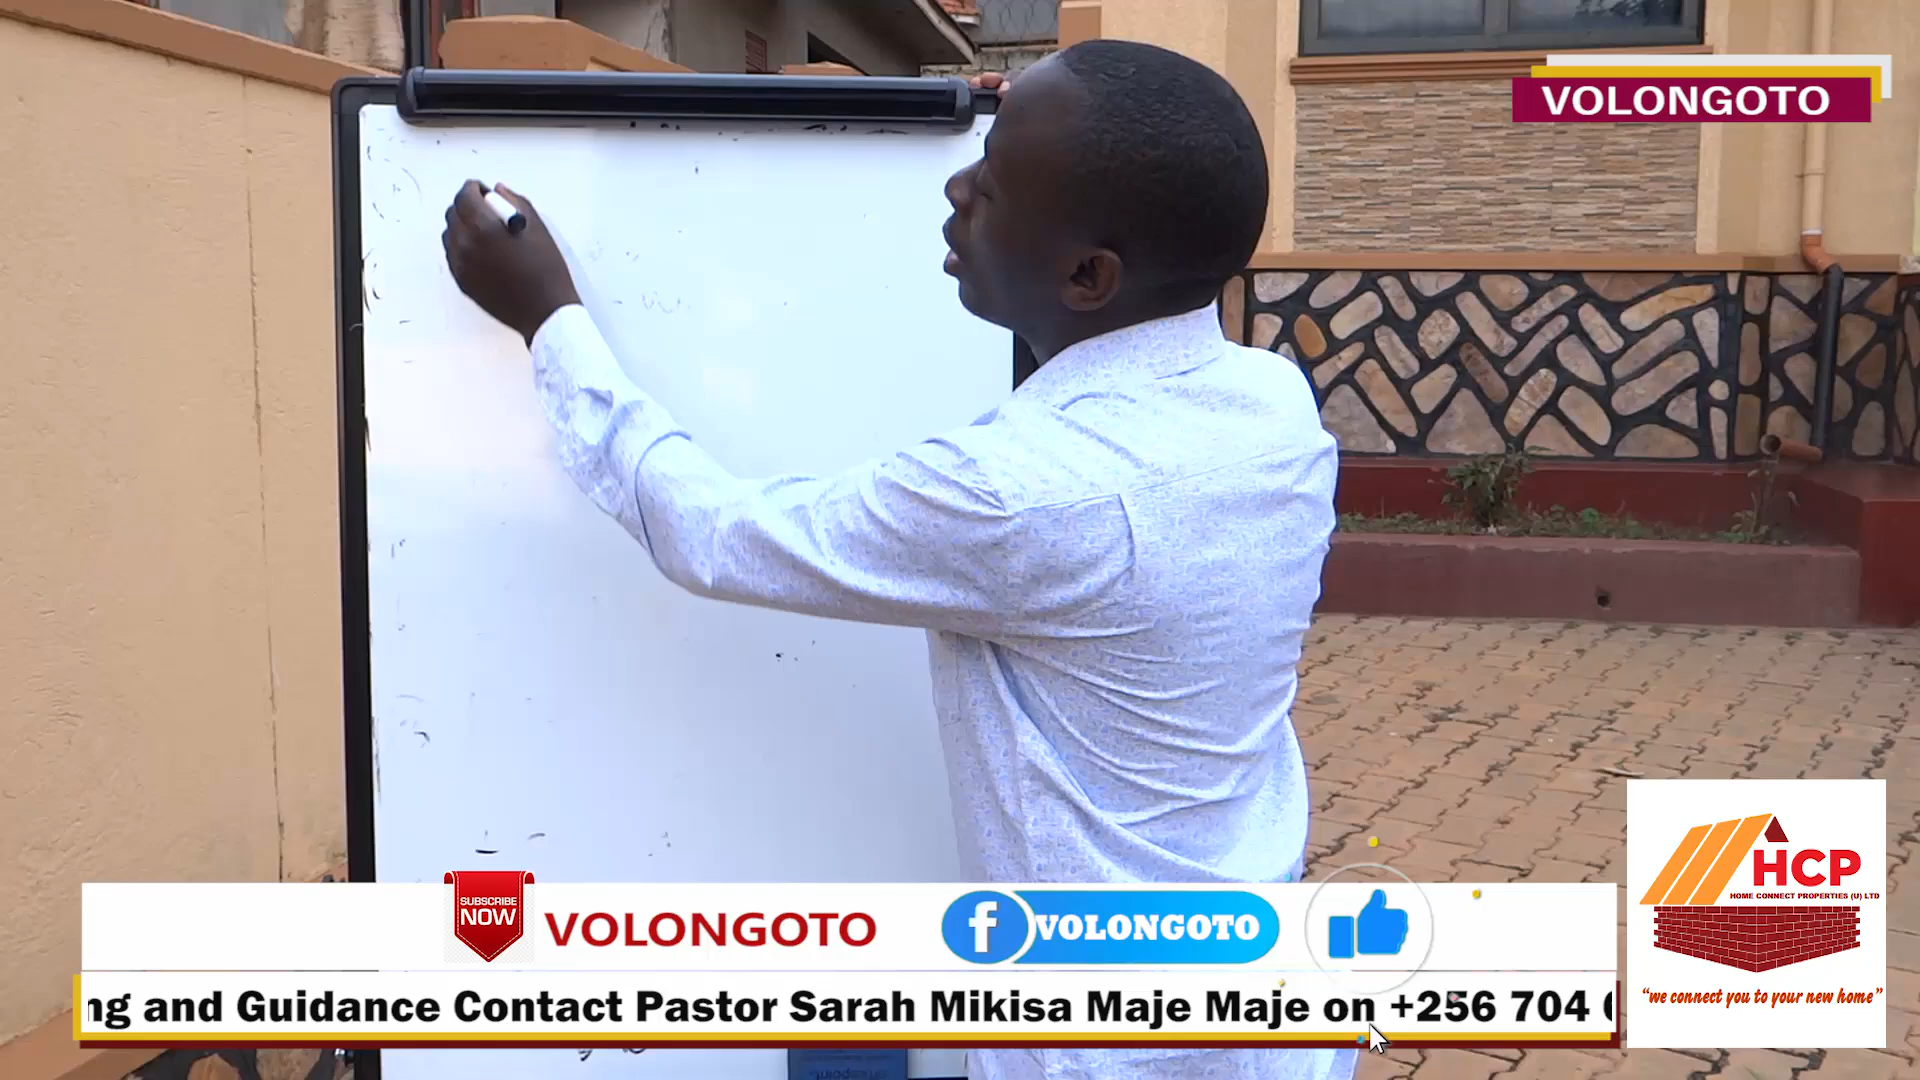 VOLONGOTO
SUBSCRIBE
NOW
VOLONGOTO
f VOLONGOTO
HCP
HOME CONNECT PROPERTIES (U) LTD
"we connect you to your new home"
ng and Guidance Contact Pastor Sarah Mikisa Maje Maje on +256 704